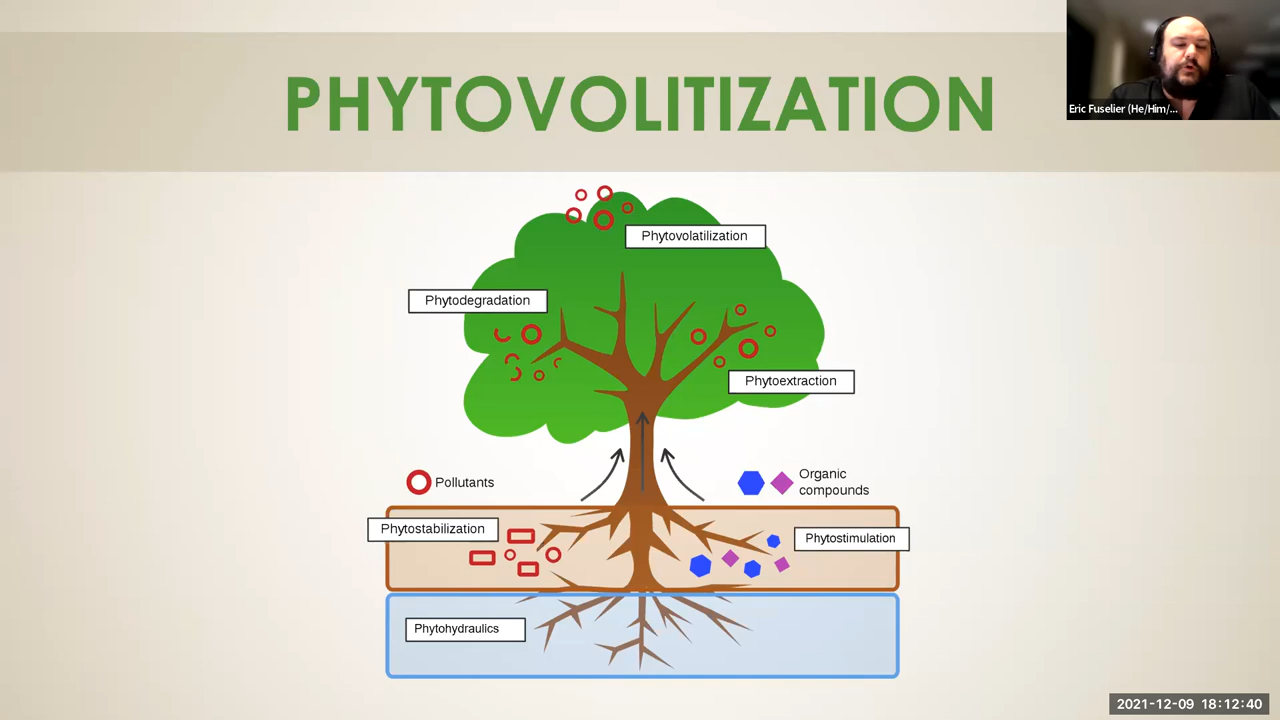 PHYTOVOLITIZATION
Eric Fuselier (He/Him/...
Phytovolatilization
Phytodegradation
Phytoextraction
Pollutants
Organic
compounds
Phytostabilization
Phytostimulation
Phytohydraulics
2021-12-09 18:12:40